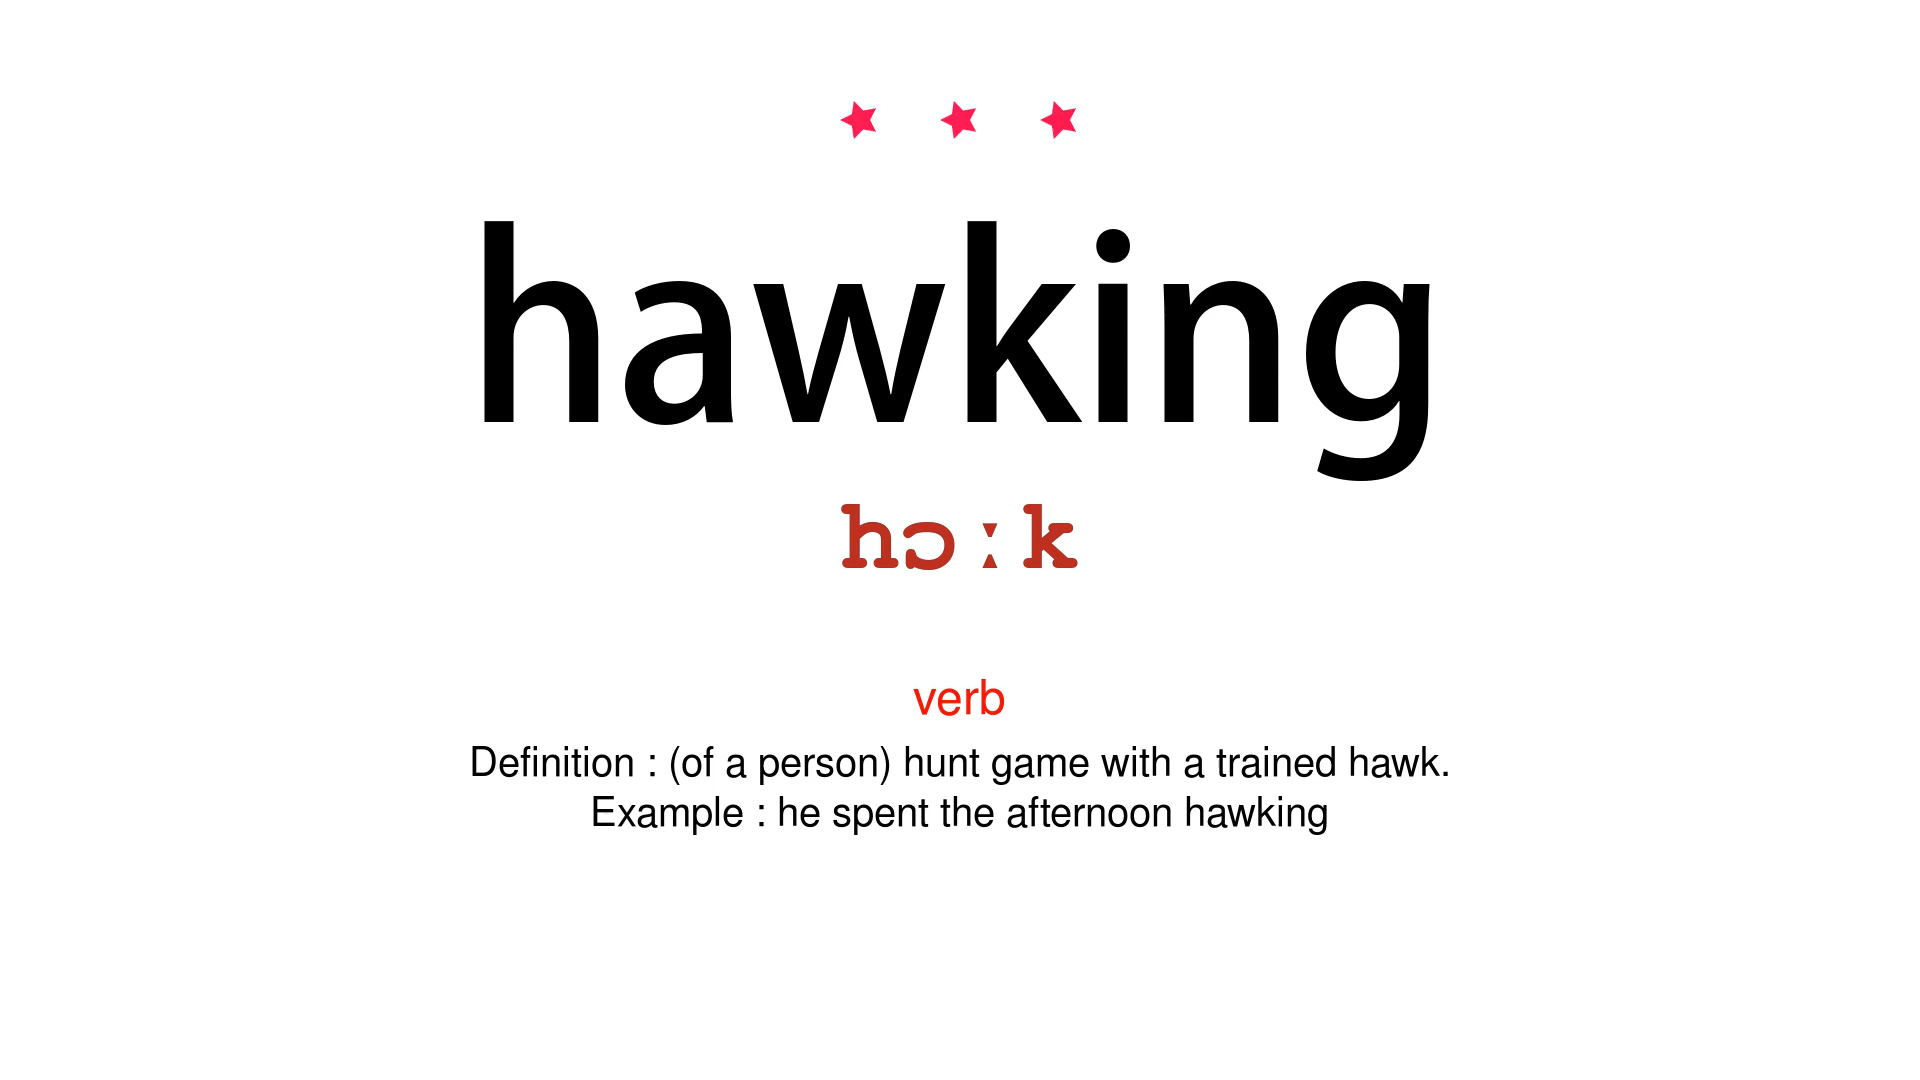 hawking
hɔːk
verb
Definition : (of a person) hunt game with a trained hawk.
Example : he spent the afternoon hawking